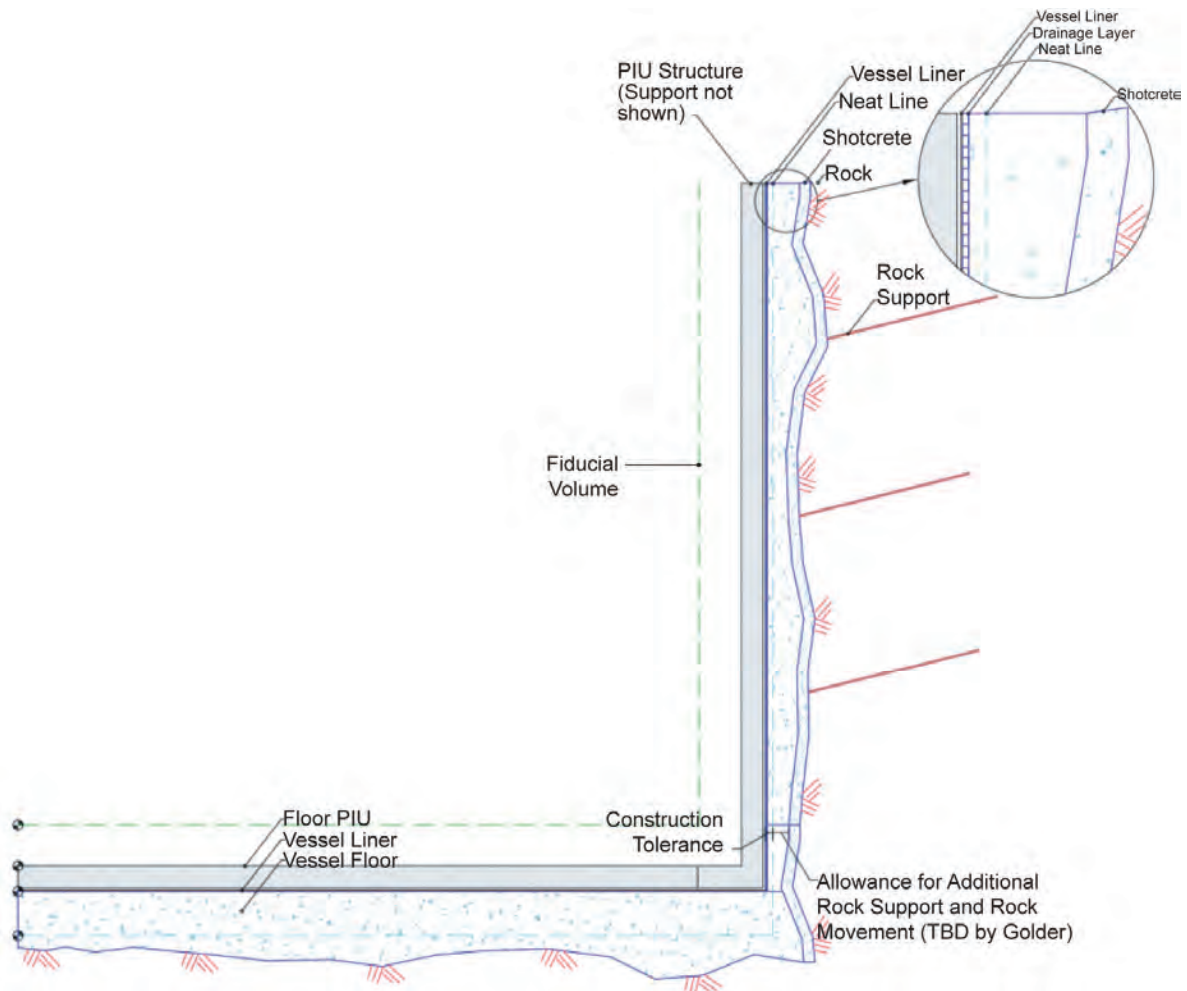 Vessel Liner
Drainage Layer
Neat Line
PIU Structure
(Support not
shown)
Vessel Liner
Neat Line
Shotcrete
Shotcrete
Rock
Rock
Support
Fiducial
Volume
Floor PIU
Vessel Liner
Vessel Floor
Construction
Tolerance
Allowance for Additional
Rock Support and Rock
Movement (TBD by Golder)